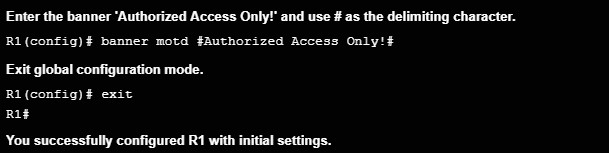 Enter the banner 'Authorized Access Only!' and use # as the delimiting character.
R1(config)# banner motd #Authorized Access Only!#
Exit global configuration mode.
R1(config)# exit
R1#
You successfully configured R1 with initial settings.